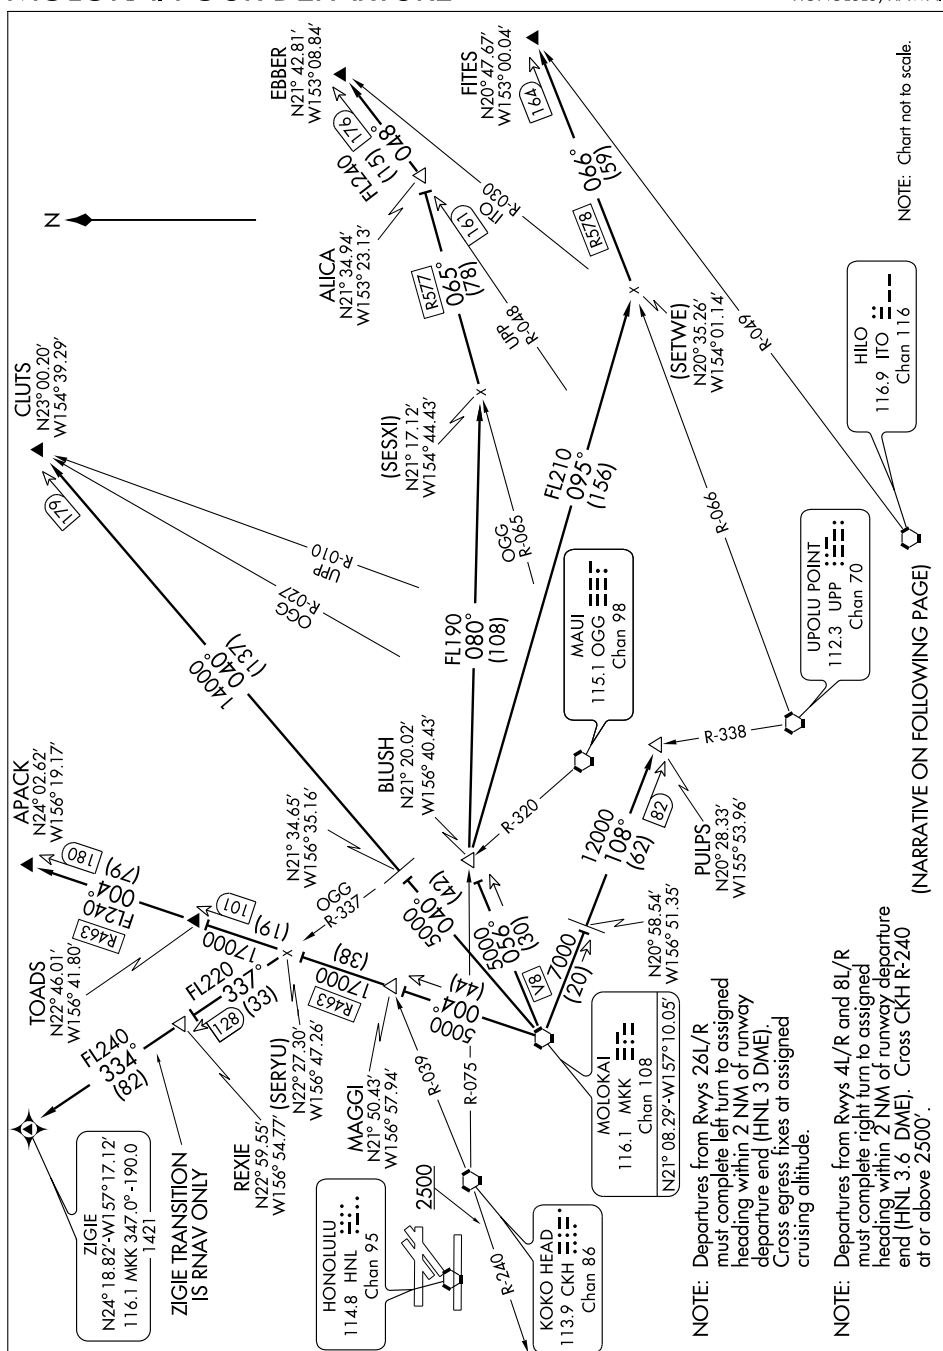 CLUTS
N23° 00.20'
W154° 39.29'
179
EBBER
N21° 42.81'
W153° 08.84'
176
FL240
048°
(15)
ALICA
N21° 34.94'
W153° 23.13'
161
R577
065°
(78)
UPP
R-048
ITO
R-030
FITES
N20° 47.67'
W153° 00.04'
164
066°
(59)
R578
(SETWE)
N20° 35.26'
W154° 01.14'
R-049
R-066
NOTE: Chart not to scale.
HILO
116.9 ITO
Chan 116
N
APACK
N24° 02.62'
W156° 19.17'
180
FL240
004°
(79)
R463
TOADS
N22° 46.01'
W156° 41.80'
101
17000
(19)
14000
040°
(137)
OGG
R-027
UPP
R-010
(SESXI)
N21° 17.12'
W154° 44.43'
FL190
080°
(108)
OGG
R-065
FL210
095°
(156)
BLUSH
N21° 20.02'
W156° 40.43'
N21° 34.65'
W156° 35.16'
OGG
R-337
MAUI
115.1 OGG
Chan 98
R-320
UPOLU POINT
112.3 UPP
Chan 70
R-338
82
PULPS
N20° 28.33'
W155° 53.96'
12000
108°
(62)
N20° 58.54'
W156° 51.35'
V8
7000
(20)
5000
056°
(30)
5000
040°
(42)
5000
004°
(44)
R463
17000
(38)
(SERYU)
N22° 27.30'
W156° 47.26'
FL220
337°
(33)
128
REXIE
N22° 59.55'
W156° 54.77'
FL240
334°
(82)
ZIGIE
N24° 18.82'-W157° 17.12'
116.1 MKK 347.0°-190.0
1421
ZIGIE TRANSITION
IS RNAV ONLY
MAGGI
N21° 50.43'
W156° 57.94'
R-039
R-075
MOLOKAI
116.1 MKK
Chan 108
N21° 08.29'-W157° 10.05'
HONOLULU
114.8 HNL
Chan 95
2500
R-240
KOKO HEAD
113.9 CKH
Chan 86
NOTE: Departures from Rwys 26L/R
must complete left turn to assigned
heading within 2 NM of runway
departure end (HNL 3 DME).
Cross egress fixes at assigned
cruising altitude.
NOTE: Departures from Rwys 4L/R and 8L/R
must complete right turn to assigned
heading within 2 NM of runway departure
end (HNL 3.6 DME). Cross CKH R-240
at or above 2500'.
(NARRATIVE ON FOLLOWING PAGE)